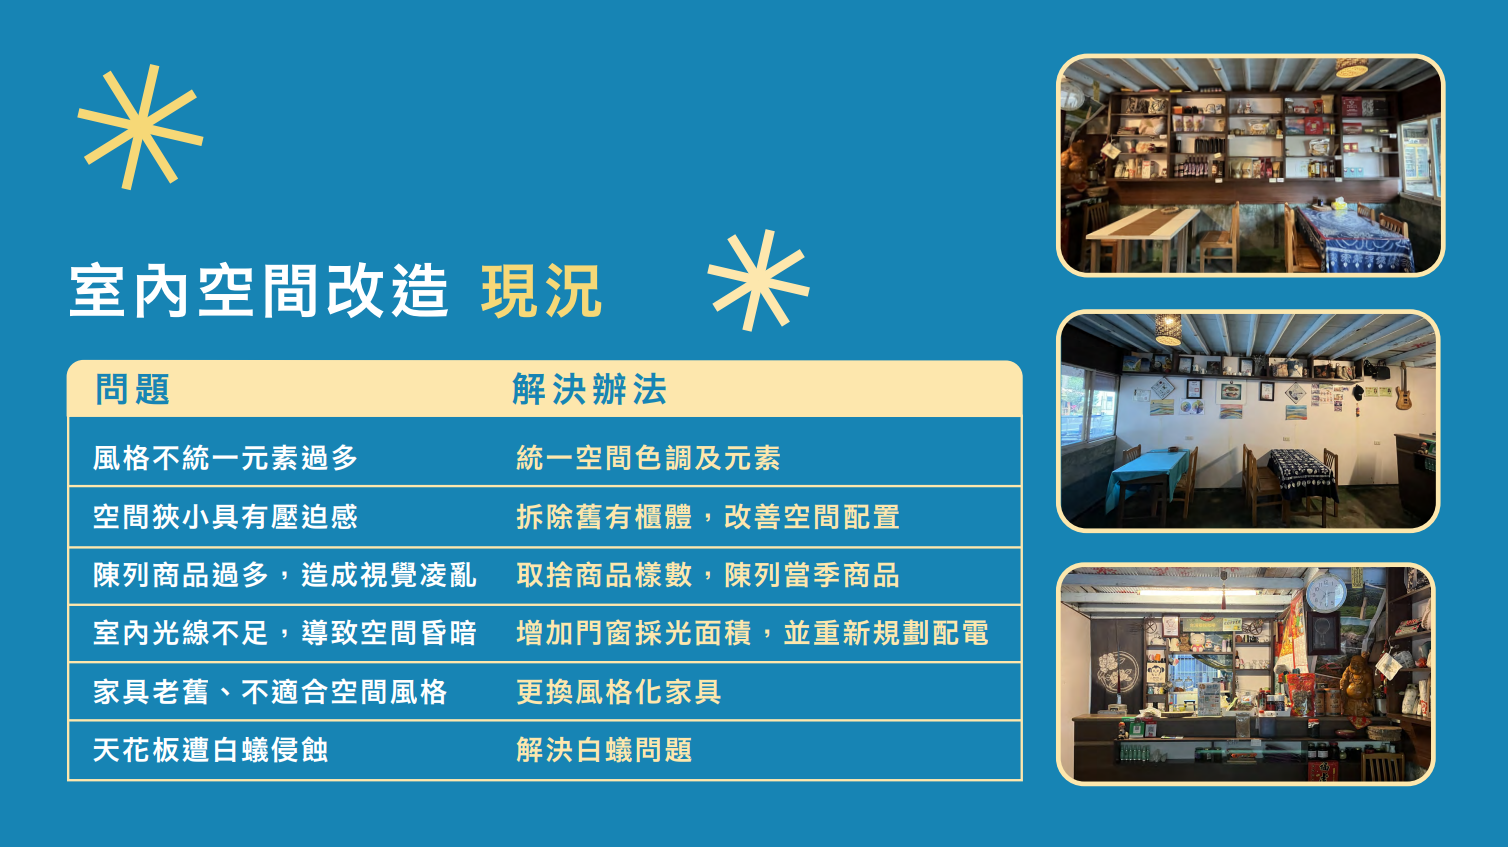 室內空間改造 現況
問題 解決辦法
風格不統一元素過多 統一空間色調及元素
空間狹小具有壓迫感 拆除舊有櫃體，改善空間配置
陳列商品過多，造成視覺凌亂 取捨商品樣數，陳列當季商品
室內光線不足，導致空間昏暗 增加門窗採光面積，並重新規劃配電
家具老舊、不適合空間風格 更換風格化家具
天花板遭白蟻侵蝕 解決白蟻問題